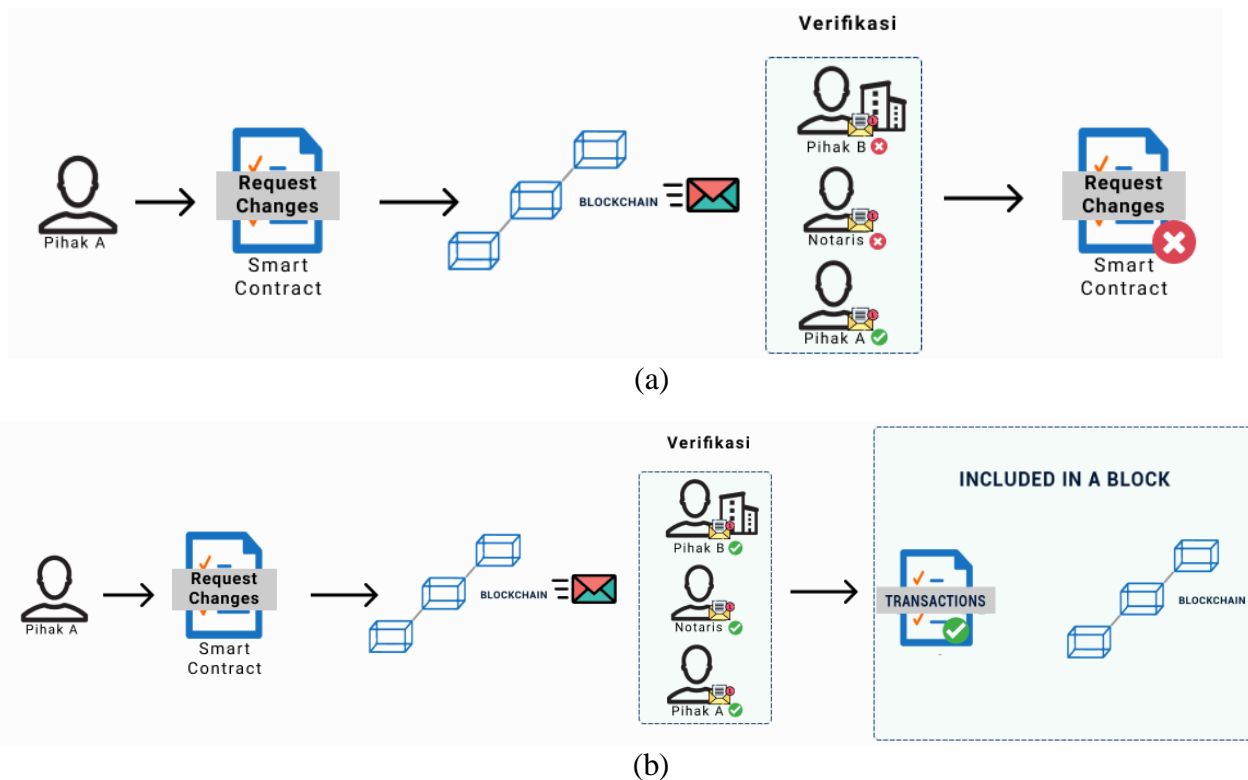 Verifikasi
Pihak B
Request
Changes
BLOCKCHAIN
Request
Changes
Pihak A
Notaris
Smart
Contract
Smart
Contract
Pihak A
(a)
Verifikasi
INCLUDED IN A BLOCK
Pihak B
Request
Changes
BLOCKCHAIN
TRANSACTIONS
BLOCKCHAIN
Pihak A
Notaris
Smart
Contract
Pihak A
(b)